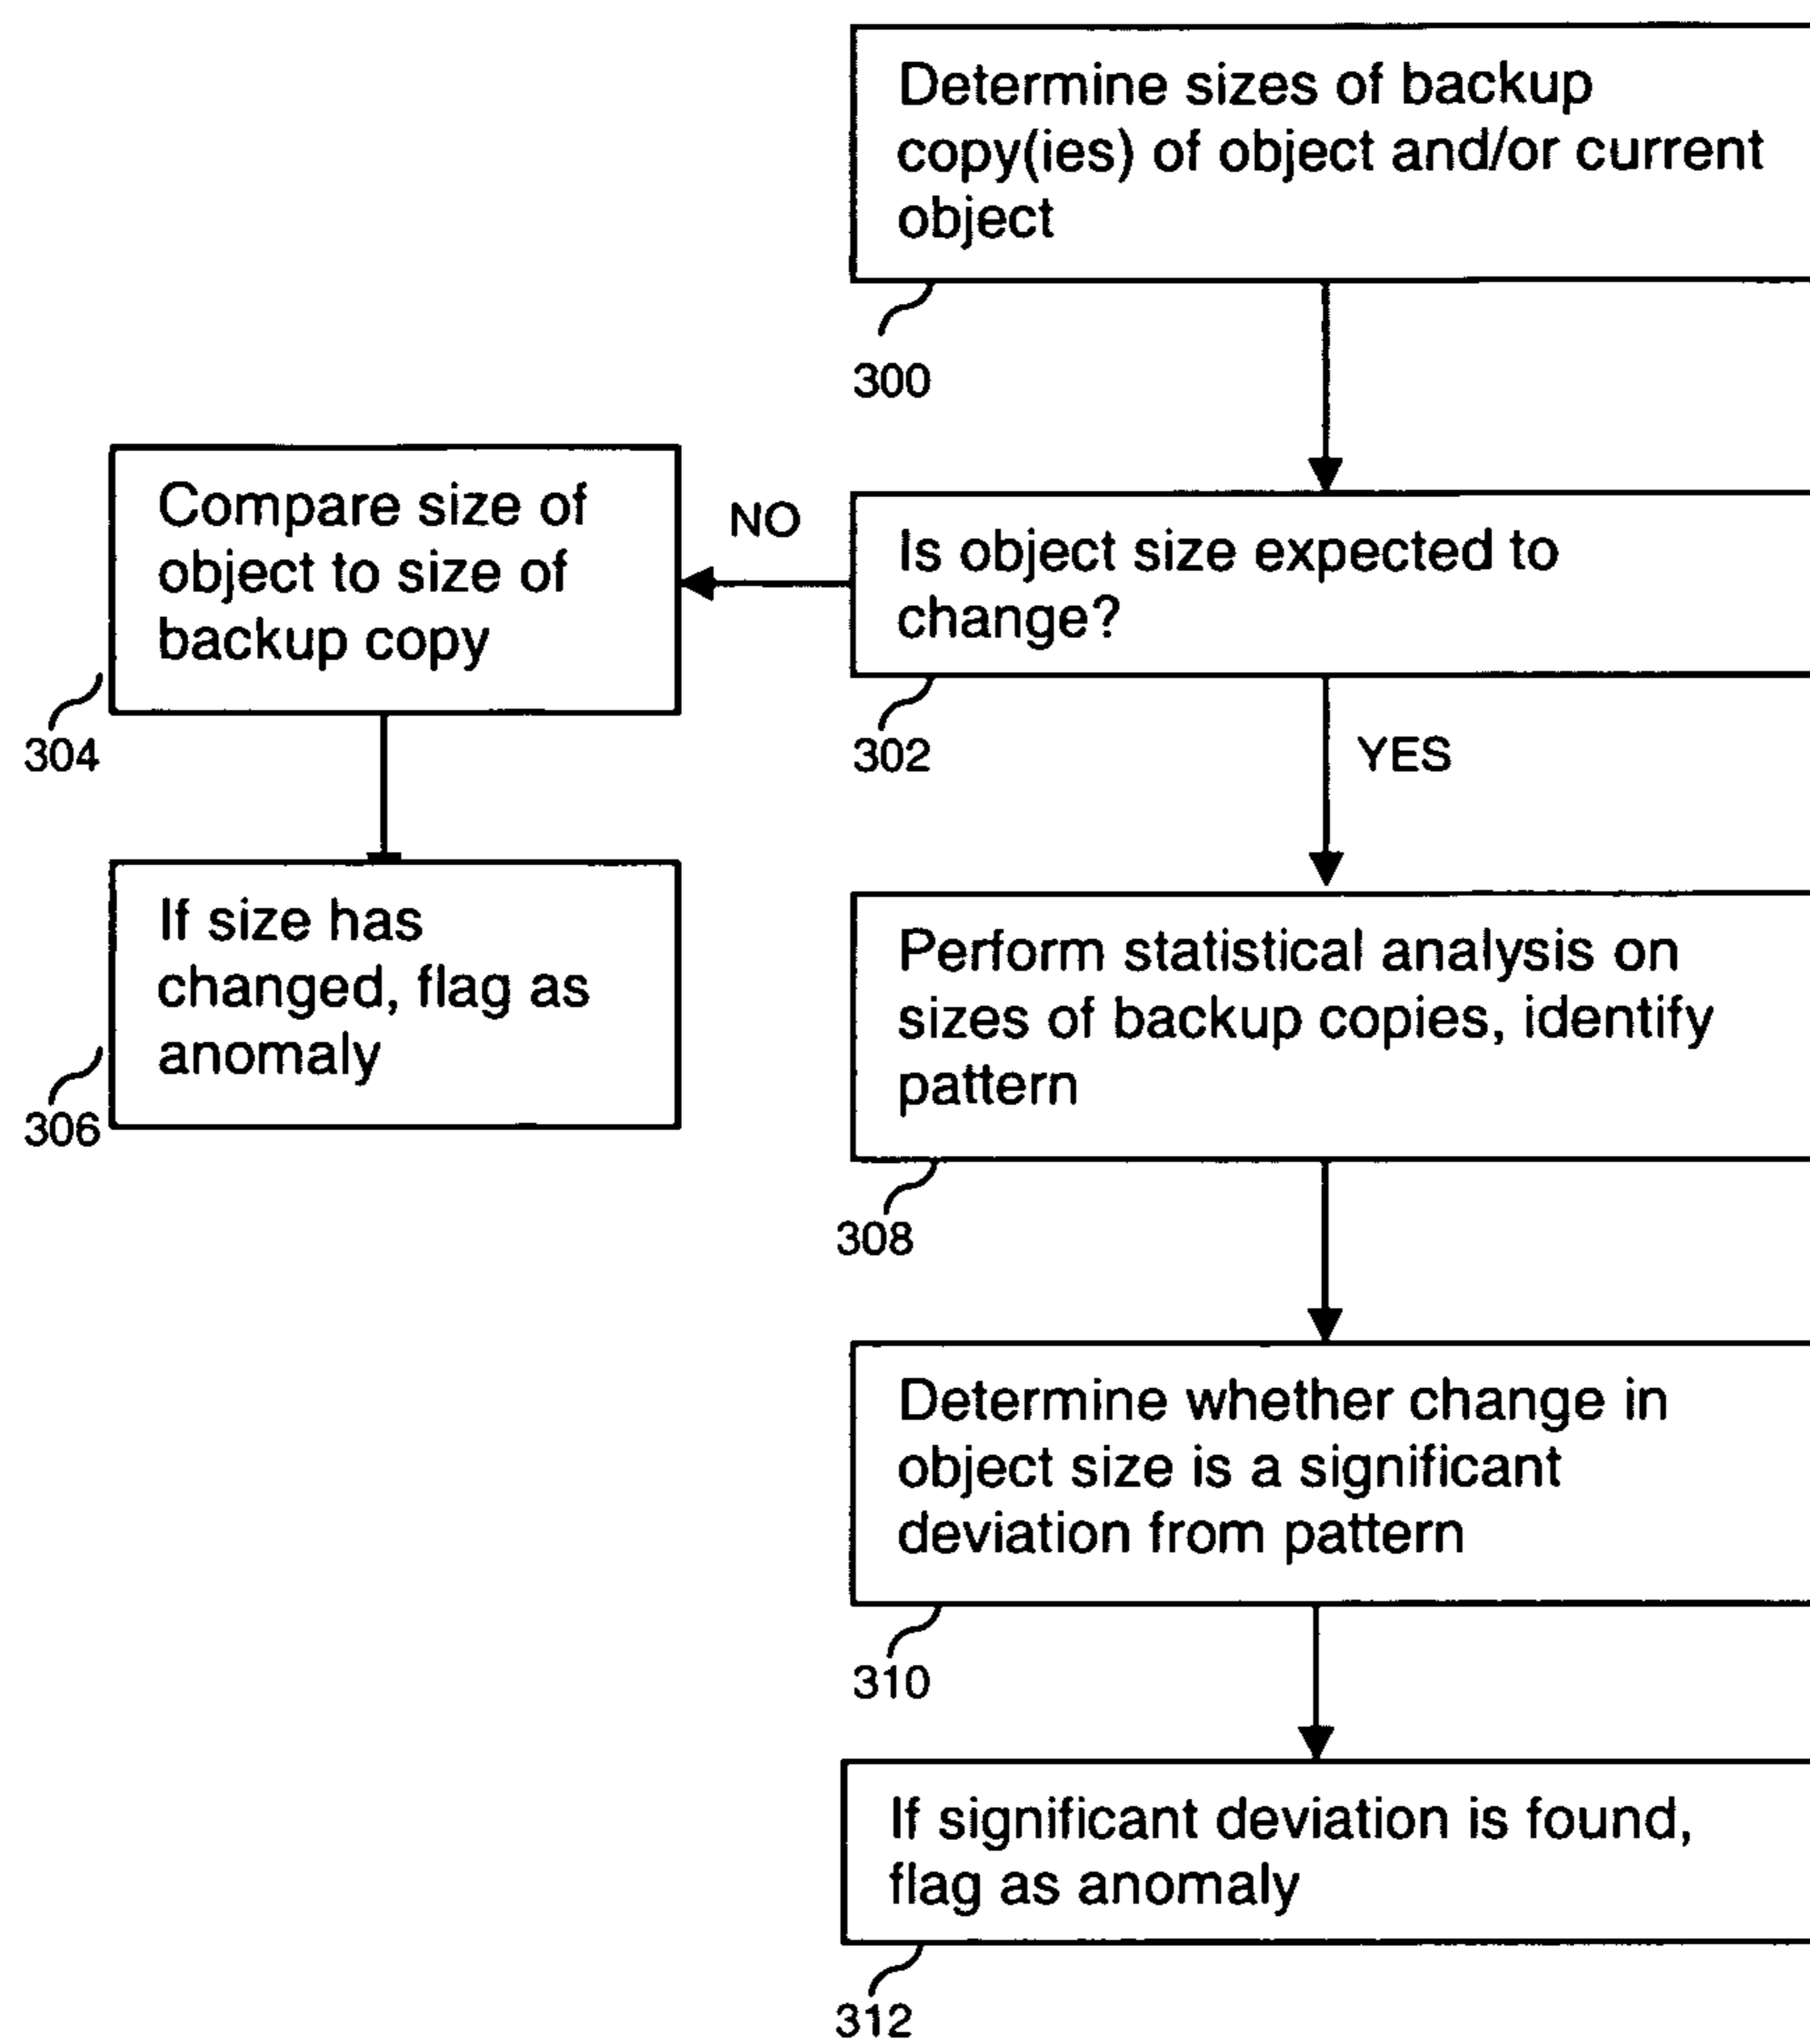 Determine sizes of backup
copy(ies) of object and/or current
object
300
Is object size expected to
change?
302
NO
YES
Compare size of
object to size of
backup copy
304
If size has
changed, flag as
anomaly
306
Perform statistical analysis on
sizes of backup copies, identify
pattern
308
Determine whether change in
object size is a significant
deviation from pattern
310
If significant deviation is found,
flag as anomaly
312